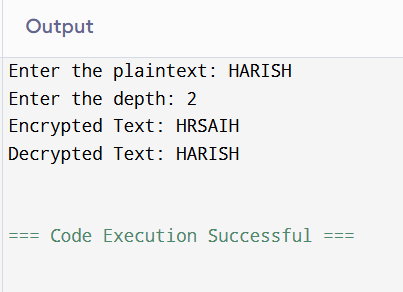 Output
Enter the plaintext: HARISH
Enter the depth: 2
Encrypted Text: HRSAIH
Decrypted Text: HARISH
=== Code Execution Successful ===